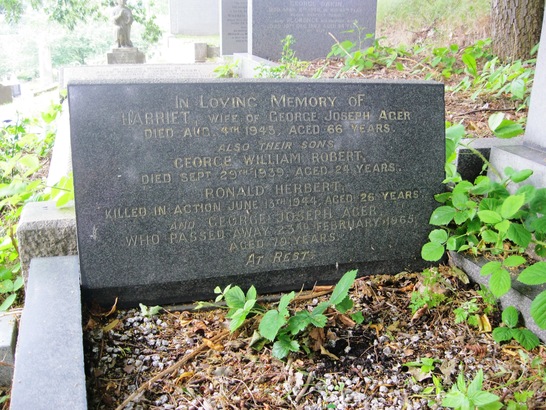 In Loving Memory of
HARRIET, wife of George Joseph Ager
DIED AUG. 4TH 1943, AGED 66 YEARS.
ALSO THEIR SONS,
GEORGE WILLIAM ROBERT,
DIED SEPT 29TH 1939, AGED 24 YEARS.
RONALD HERBERT,
KILLED IN ACTION JUNE 13TH 1944, AGED 26 YEARS
AND GEORGE JOSEPH AGER
WHO PASSED AWAY 23RD FEBRUARY 1965,
AGED 79 YEARS.
AT REST.